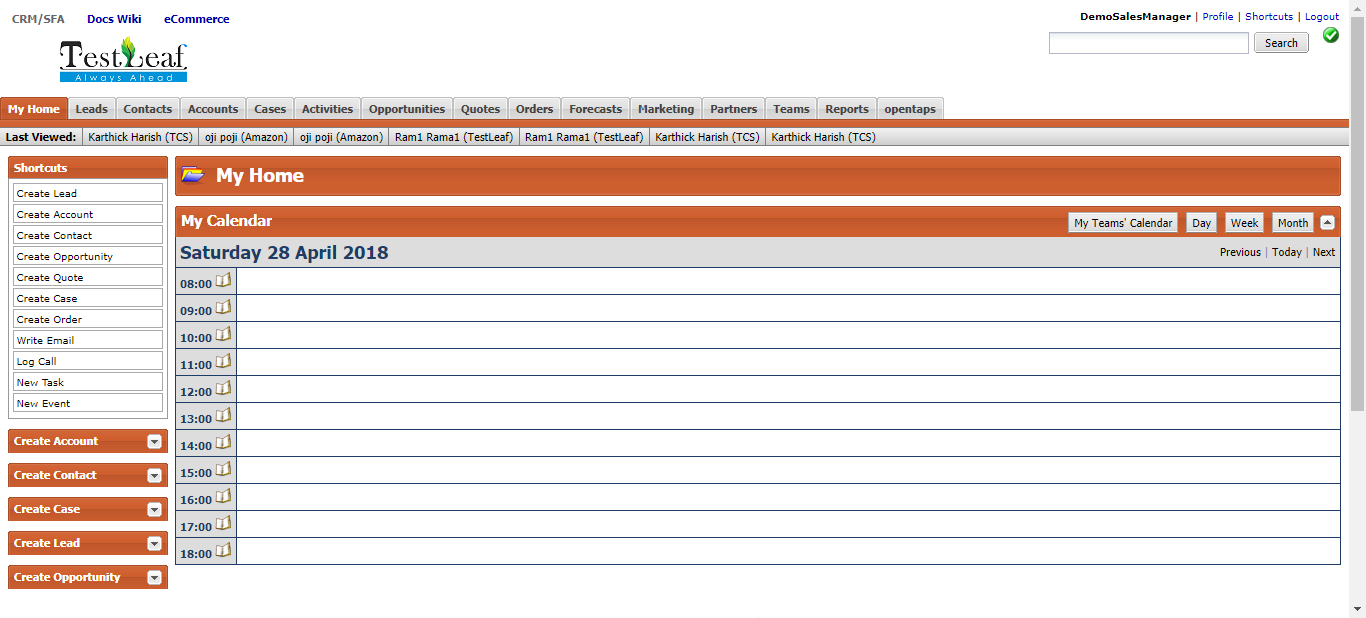 CRM/SFA Docs Wiki eCommerce
DemoSalesManager | Profile | Shortcuts | Logout
Search
TestLeaf
Always Ahead
My Home Leads Contacts Accounts Cases Activities Opportunities Quotes Orders Forecasts Marketing Partners Teams Reports opentaps
Last Viewed: Karthick Harish (TCS) oji poji (Amazon) oji poji (Amazon) Ram1 Rama1 (TestLeaf) Ram1 Rama1 (TestLeaf) Karthick Harish (TCS) Karthick Harish (TCS)
Shortcuts
Create Lead
Create Account
Create Contact
Create Opportunity
Create Quote
Create Case
Create Order
Write Email
Log Call
New Task
New Event
Create Account
Create Contact
Create Case
Create Lead
Create Opportunity
My Home
My Calendar
My Teams' Calendar Day Week Month
Saturday 28 April 2018
Previous | Today | Next
08:00
09:00
10:00
11:00
12:00
13:00
14:00
15:00
16:00
17:00
18:00